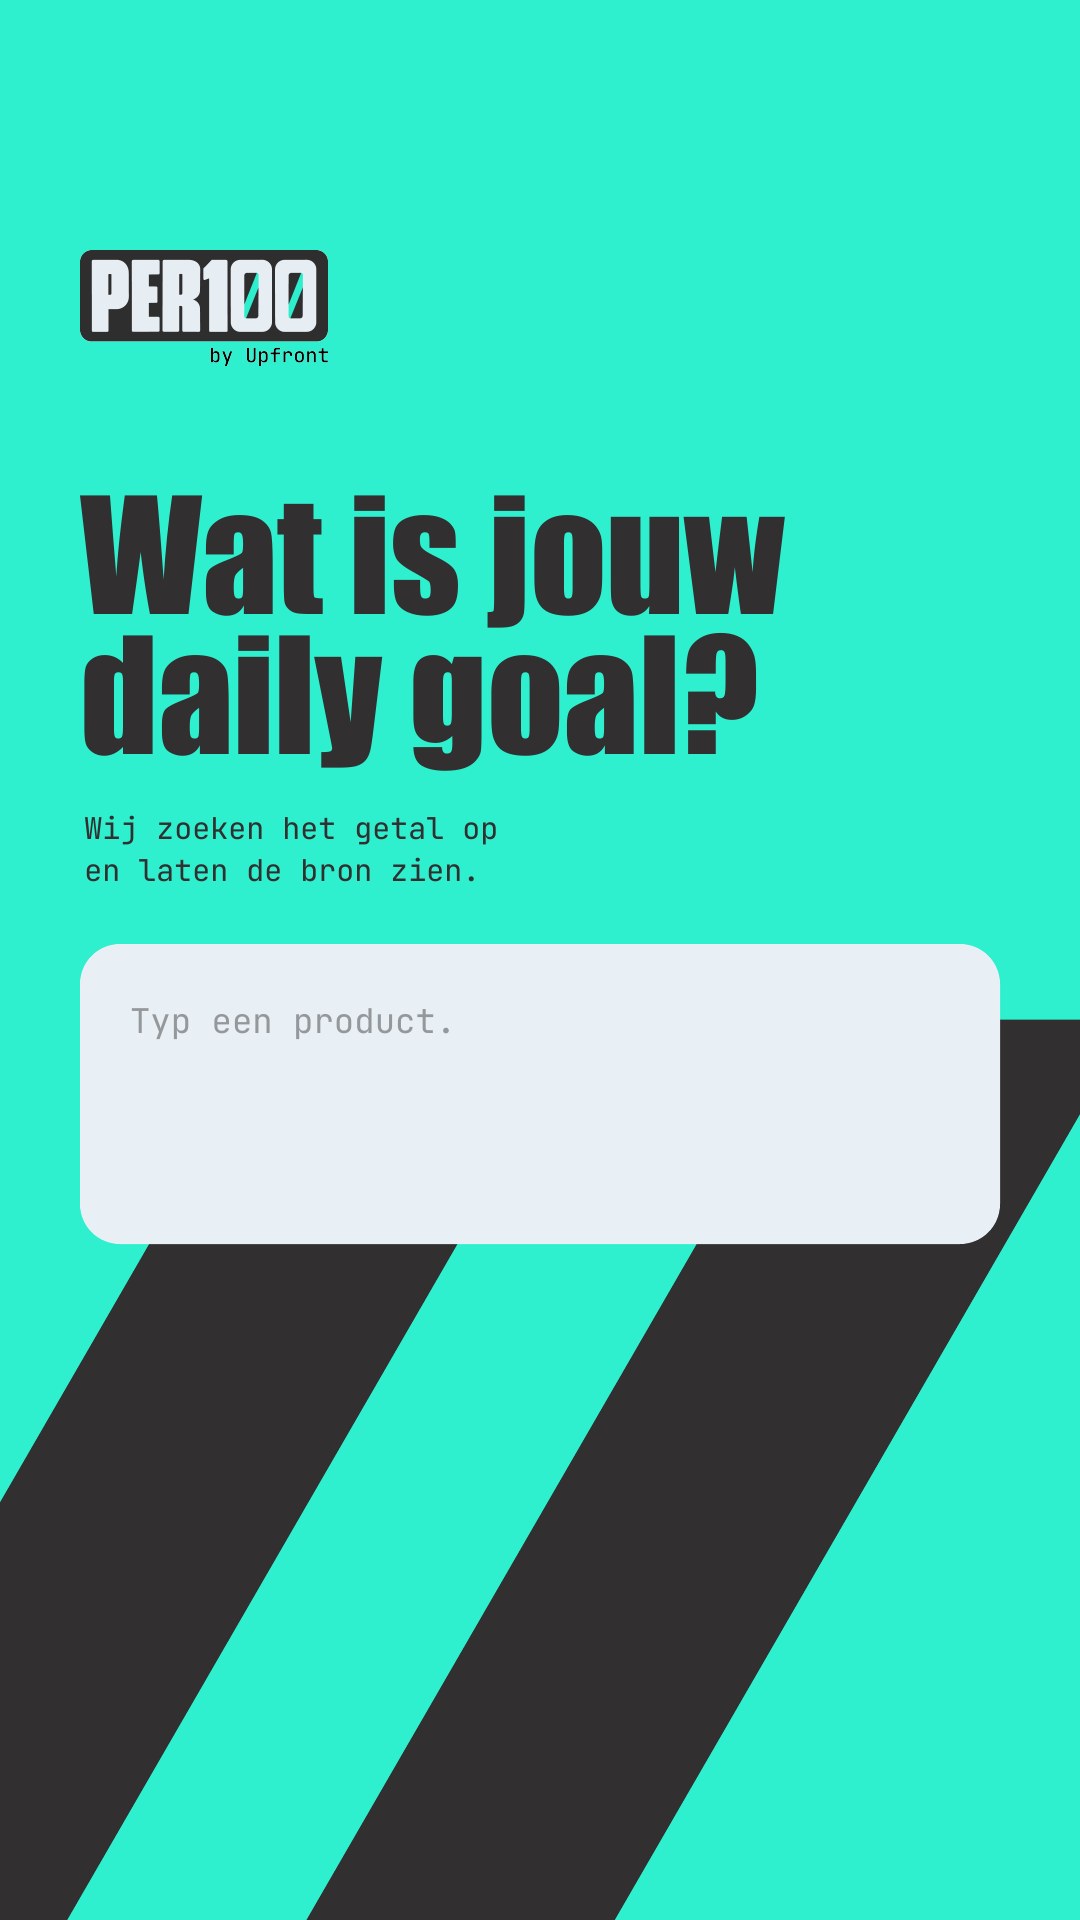 PER100
by Upfront
Wat is jouw
daily goal?
Wij zoeken het getal op
en laten de bron zien.
Typ een product.